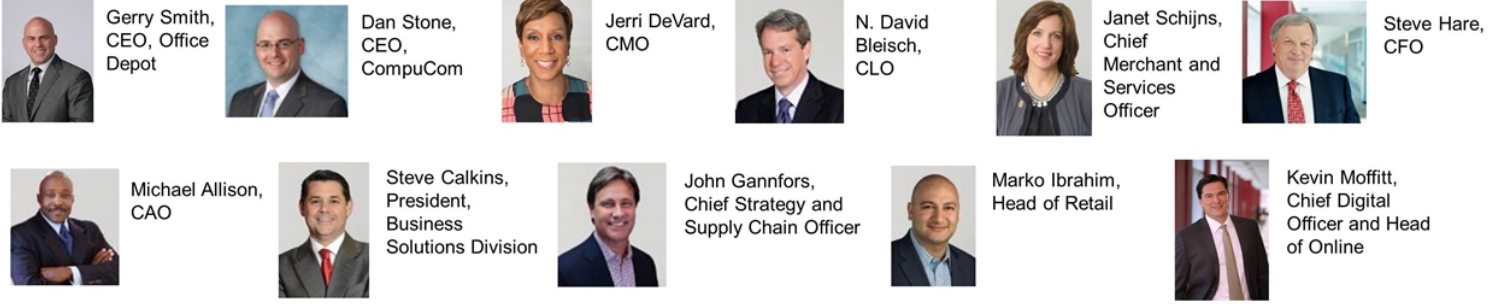 Gerry Smith,
CEO, Office
Depot
Dan Stone,
CEO,
CompuCom
Jerri DeVard,
CMO
N. David
Bleisch,
CLO
Janet Schijns,
Chief
Merchant and
Services
Officer
Steve Hare,
CFO
Michael Allison,
CAO
Steve Calkins,
President,
Business
Solutions Division
John Gannfors,
Chief Strategy and
Supply Chain Officer
Marko Ibrahim,
Head of Retail
Kevin Moffitt,
Chief Digital
Officer and Head
of Online